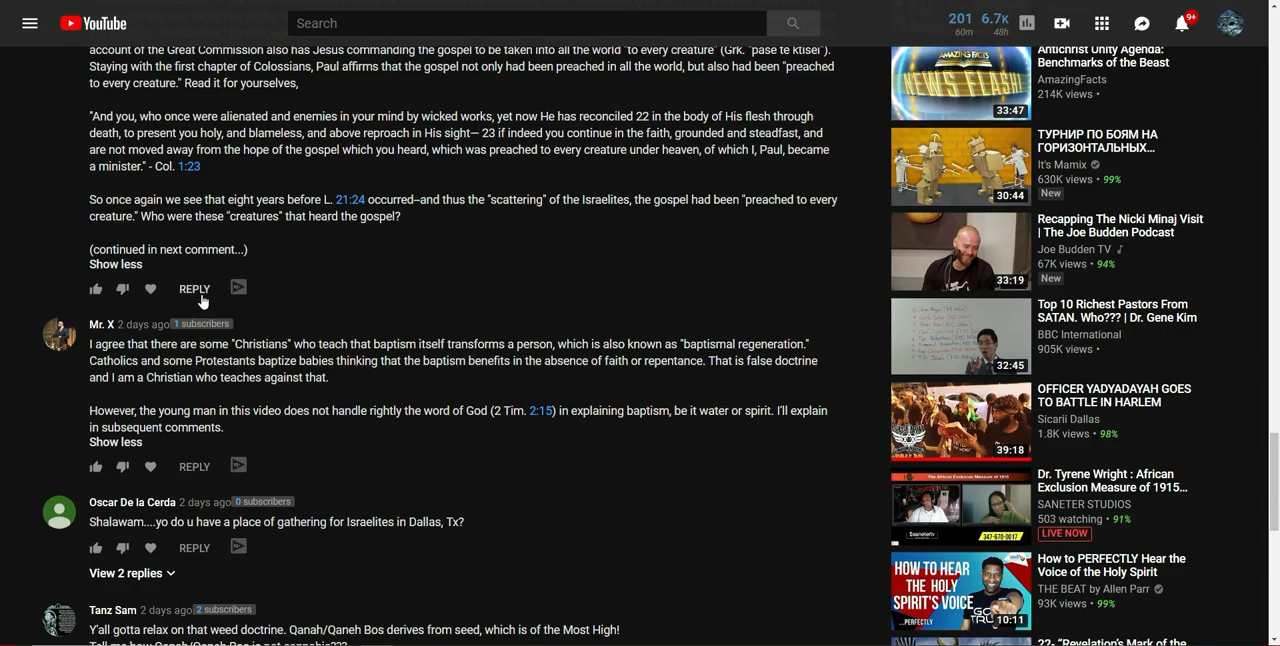 YouTube
Search
201 6.7K
60m 48h
9+
account of the Great Commission also has Jesus commanding the gospel to be taken into all the world "to every creature" (Grk. "pase te ktisei").
Staying with the first chapter Paul affirms that the gospel not only had been preached in all the world, but also had been "preached
to every creature." Read it for yourselves,
"And you, who once were alienated and enemies in your mind by wicked works, yet now He has reconciled 22 in the body of His flesh through
death, to present you holy, and blameless, and above reproach in His sight— 23 if indeed you continue in the faith, grounded and steadfast, and
are not moved away from the hope of the gospel which you heard, which was preached to every creature under heaven, of which I, Paul, became
a minister." - Col. 1:23
So once again we see that eight years before L. 21:24 occurred--and thus the "scattering" of the Israelites, the gospel had been "preached to every
creature." Who were these "creatures" that heard the gospel?
(continued in next comment...)
Show less
REPLY
Mr. X 2 days ago 1 subscribers
I agree that there are some "Christians" who teach that baptism itself transforms a person, which is also known as "baptismal regeneration."
Catholics and some Protestants baptize babies thinking that the baptism benefits in the absence of faith or repentance. That is false doctrine
and I am a Christian who teaches against that.
However, the young man in this video does not handle rightly the word of God (2 Tim. 2:15) in explaining baptism, be it water or spirit. I'll explain
in subsequent comments.
Show less
REPLY
Oscar De la Cerda 2 days ago 0 subscribers
Shalawam....yo do u have a place of gathering for Israelites in Dallas, Tx?
REPLY
View 2 replies
Tanz Sam 2 days ago 2 subscribers
Y'all gotta relax on that weed doctrine. Qanah/Qaneh Bos derives from seed, which is of the Most High!
AMAZING FACTS
NEWS FLASH!
33:47
Antichrist Unity Agenda:
Benchmarks of the Beast
AmazingFacts
214K views •
30:44
ТУРНИР ПО БОЯМ НА
ГОРИЗОНТАЛЬНЫХ...
It's Mamix
630K views • 99%
New
33:19
Recapping The Nicki Minaj Visit
| The Joe Budden Podcast
Joe Budden TV
67K views • 94%
New
32:45
Top 10 Richest Pastors From
SATAN. Who??? | Dr. Gene Kim
BBC International
905K views •
39:18
OFFICER YADYADAYAH GOES
TO BATTLE IN HARLEM
Sicarii Dallas
1.8K views • 98%
347-670-0017
Dr. Tyrene Wright : African
Exclusion Measure of 1915...
SANETER STUDIOS
503 watching • 91%
LIVE NOW
HOW TO HEAR
THE HOLY
SPIRIT'S VOICE
...PERFECTLY
10:11
How to PERFECTLY Hear the
Voice of the Holy Spirit
THE BEAT by Allen Parr
93K views • 99%
22- "Revelation's Mark of the